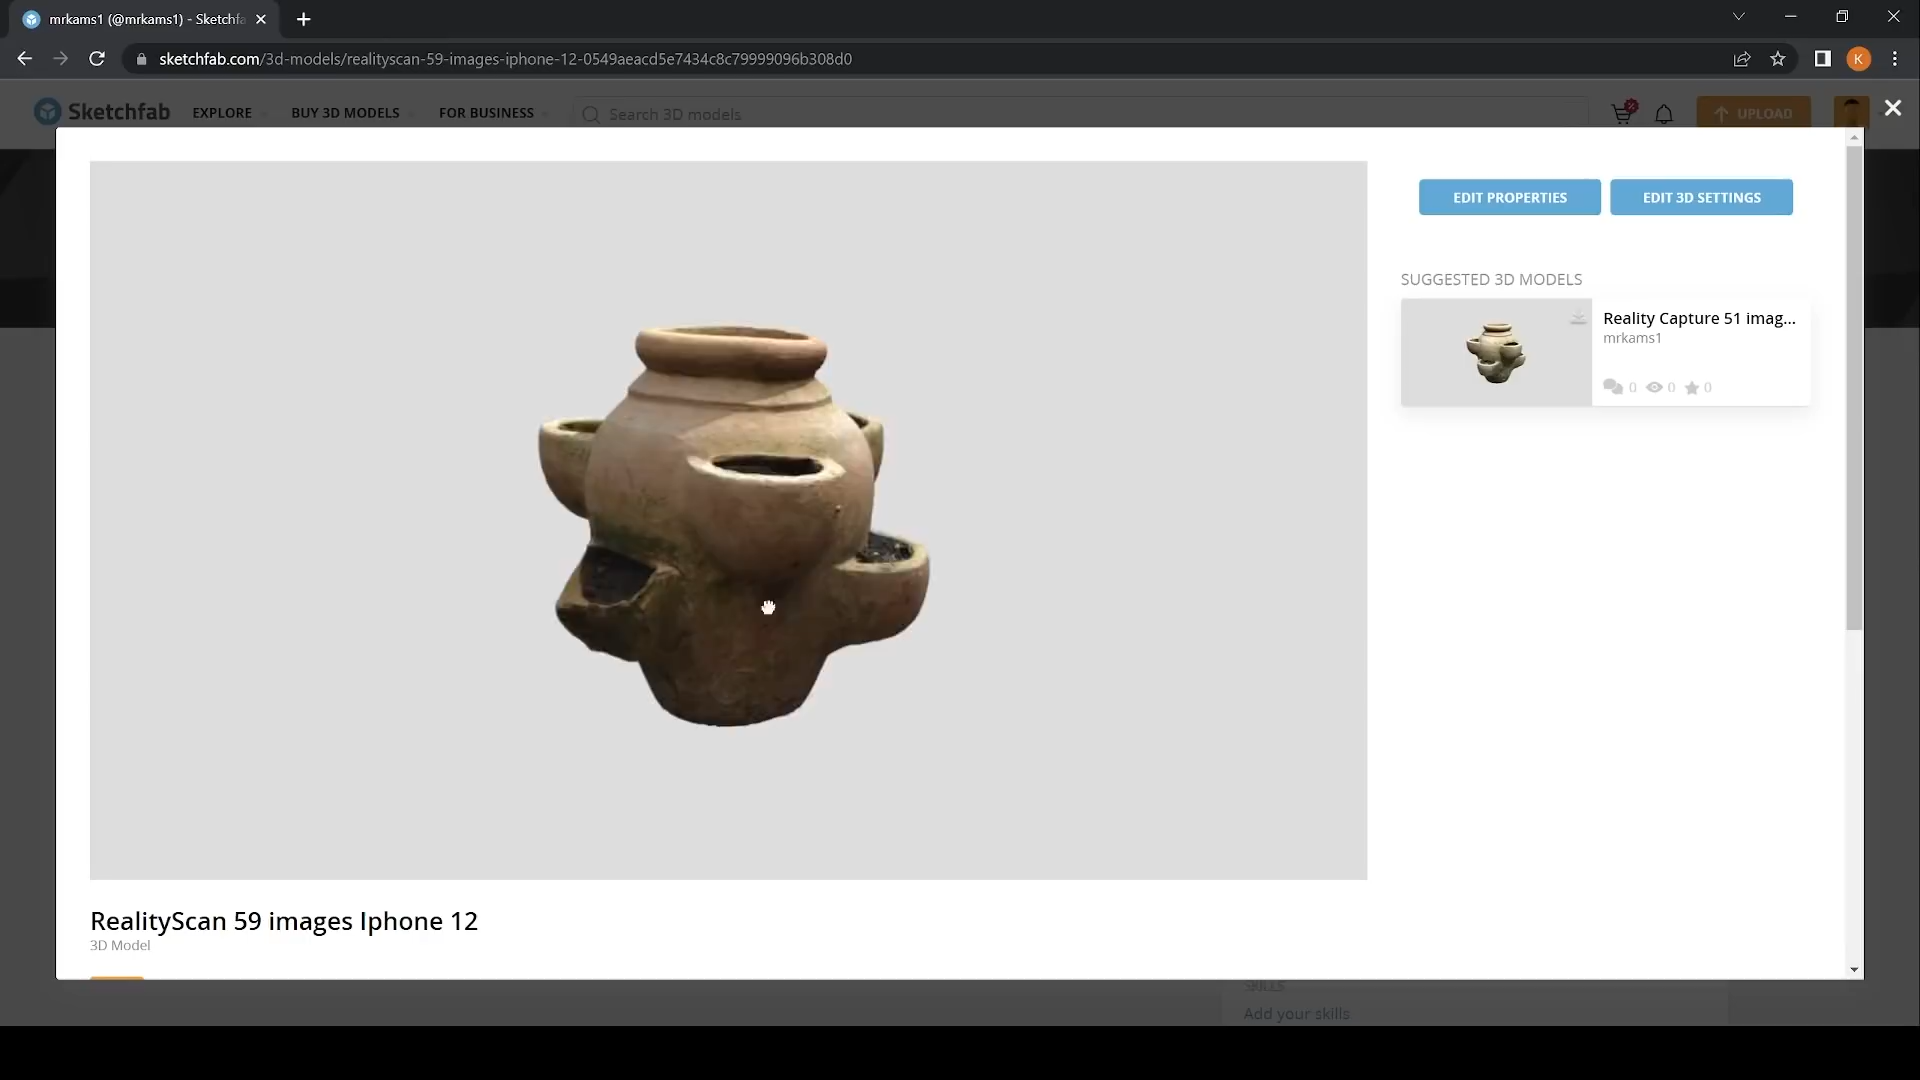 mrkams1 (@mrkams1) - Sketchfa
sketchfab.com/3d-models/realityscan-59-images-iphone-12-0549aeacd5e7434c8c79999096b308d0
K
Sketchfab
EXPLORE
BUY 3D MODELS
FOR BUSINESS
Search 3D models
UPLOAD
EDIT PROPERTIES
EDIT 3D SETTINGS
SUGGESTED 3D MODELS
Reality Capture 51 imag...
mrkams1
0 0 0
RealityScan 59 images Iphone 12
3D Model
SKILLS
Add your skills